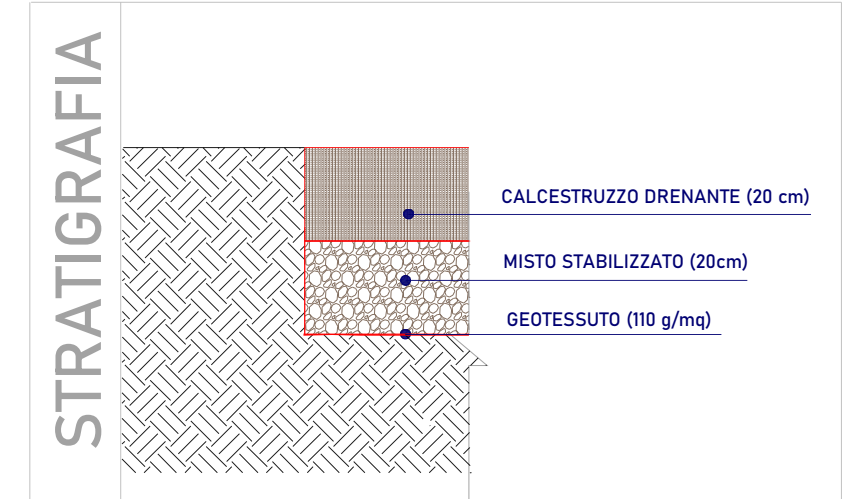 STRATIGRAFIA
CALCESTRUZZO DRENANTE (20 cm)
MISTO STABILIZZATO (20cm)
GEOTESSUTO (110 g/mq)